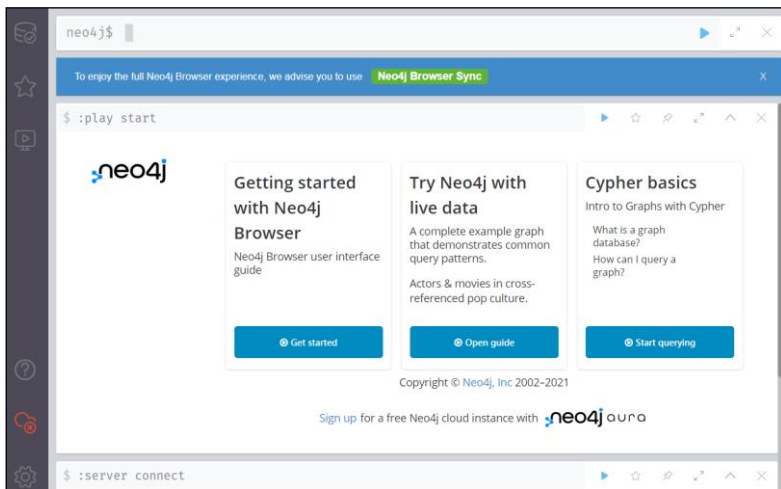 neo4j$
To enjoy the full Neo4j Browser experience, we advise you to use Neo4j Browser Sync X
$ :play start
neo4j
Getting started
with Neo4j
Browser
Neo4j Browser user interface
guide
Get started
Try Neo4j with
live data
A complete example graph
that demonstrates common
query patterns.
Actors & movies in cross-
referenced pop culture.
Open guide
Cypher basics
Intro to Graphs with Cypher
What is a graph
database?
How can I query a
graph?
Start querying
Copyright © Neo4j, Inc 2002–2021
Sign up for a free Neo4j cloud instance with neo4j aura
$ :server connect